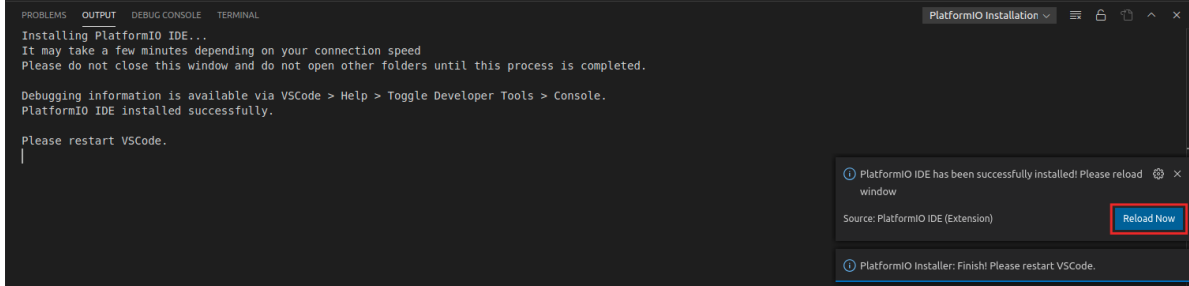 PROBLEMS OUTPUT DEBUG CONSOLE TERMINAL PlatformIO Installation
Installing PlatformIO IDE...
It may take a few minutes depending on your connection speed
Please do not close this window and do not open other folders until this process is completed.
Debugging information is available via VSCode > Help > Toggle Developer Tools > Console.
PlatformIO IDE installed successfully.
Please restart VSCode.
PlatformIO IDE has been successfully installed! Please reload
window
Source: PlatformIO IDE (Extension) Reload Now
PlatformIO Installer: Finish! Please restart VSCode.